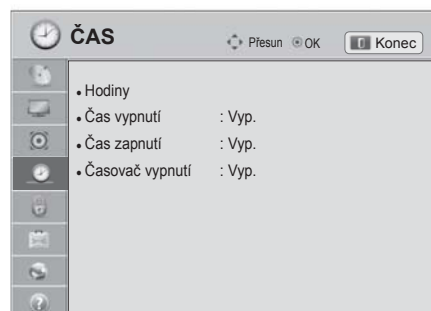 ČAS Přesun OK Konec
• Hodiny
• Čas vypnutí : Vyp.
• Čas zapnutí : Vyp.
• Časovač vypnutí : Vyp.